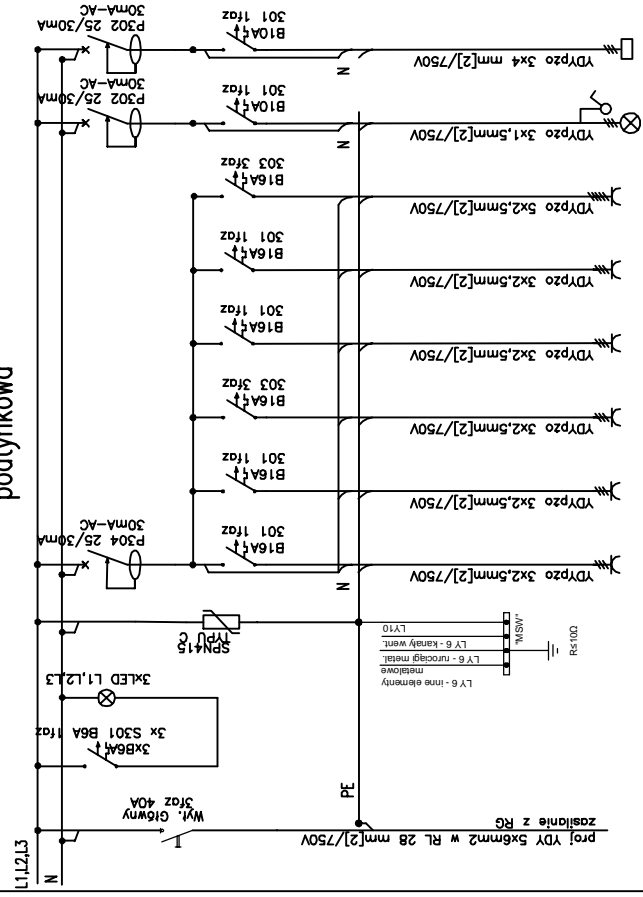 podtynkowa
L1,L2,L3
N
proj YDY 5x6mm2 w RL 28 mm[2]/750V
zasilanie z RG
PE
Wył. Główny
3faz 40A
3xB6A
3x S301 B6A 1faz
3xLED L1,L2,L3
SPN415
TYPU C
LY10
LY 6 - kanały went.
LY 6 - rurociągi metal.
LY 6 - inne elementy
metalowe
"MSW"
R≤10Ω
P304 25/30mA
30mA-AC
N
B16A
301 1faz
YDYpżo 3x2,5mm[2]/750V
B16A
301 1faz
YDYpżo 3x2,5mm[2]/750V
B16A
303 3faz
YDYpżo 3x2,5mm[2]/750V
B16A
301 1faz
YDYpżo 3x2,5mm[2]/750V
B16A
301 1faz
YDYpżo 3x2,5mm[2]/750V
B16A
303 3faz
YDYpżo 5x2,5mm[2]/750V
P302 25/30mA
30mA-AC
B10A
301 1faz
N
YDYpżo 3x1,5mm[2]/750V
P302 25/30mA
30mA-AC
B10A
301 1faz
N
YDYpżo 3x4 mm[2]/750V